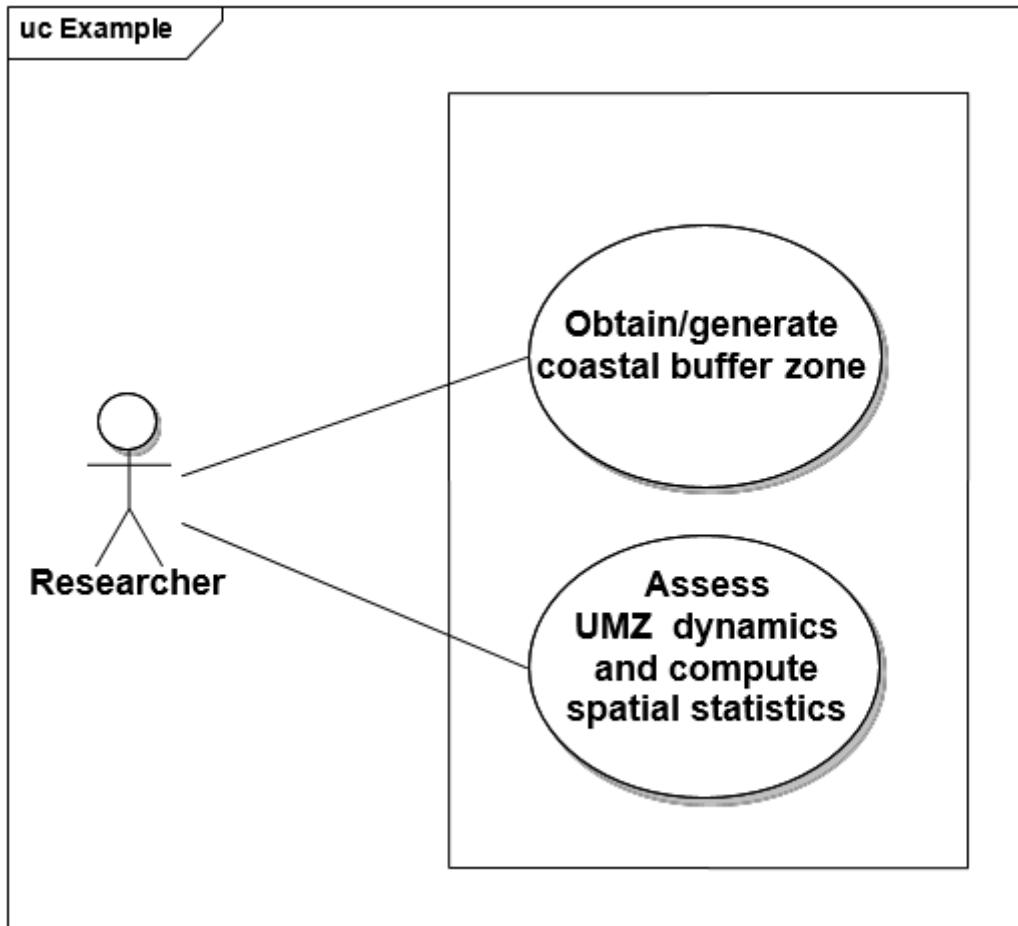 uc Example
Obtain/generate
coastal buffer zone
Researcher
Assess
UMZ dynamics
and compute
spatial statistics